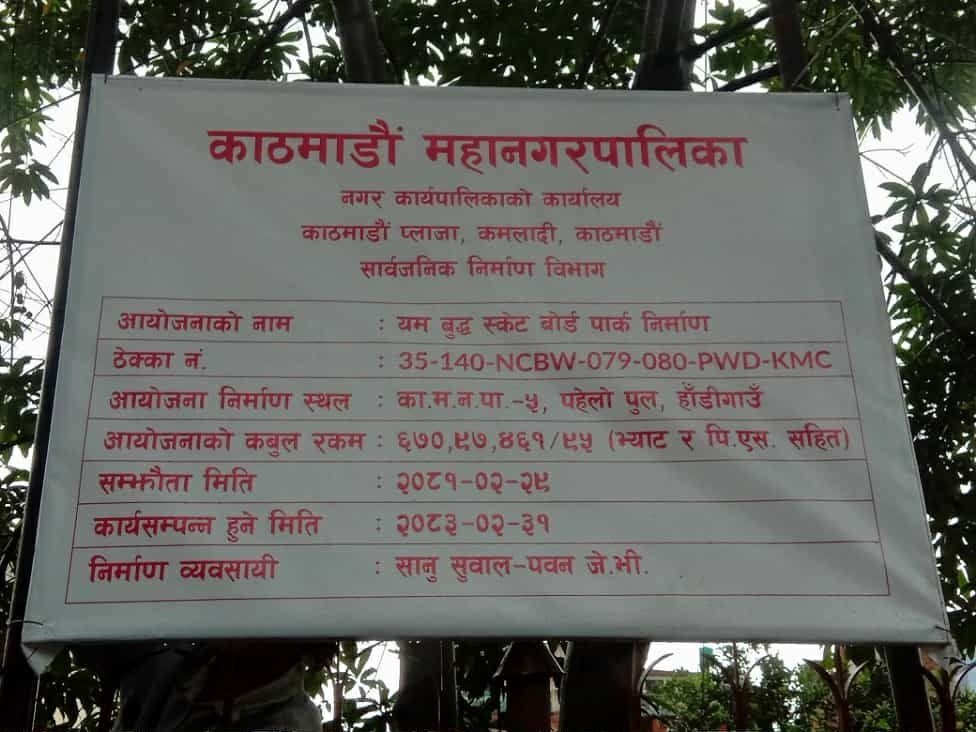 काठमाडौं महानगरपालिका
नगर कार्यपालिकाको कार्यालय
काठमाडौं प्लाजा, कमलादी, काठमाडौं
सार्वजनिक निर्माण विभाग
आयोजनाको नाम : यम बुद्ध स्केट बोर्ड पार्क निर्माण
ठेक्का नं. : 35-140-NCBW-079-080-PWD-KMC
आयोजना निर्माण स्थल : का.म.न.पा.-५, पहेलो पुल, हाँडीगाउँ
आयोजनाको कबुल रकम : ६७०,९७,४६१/९५ (भ्याट र पि.एस. सहित)
सम्झौता मिति : २०८१-०२-२९
कार्यसम्पन्न हुने मिति : २०८३-०२-३१
निर्माण व्यवसायी : सानु सुवाल-पवन जे.भी.